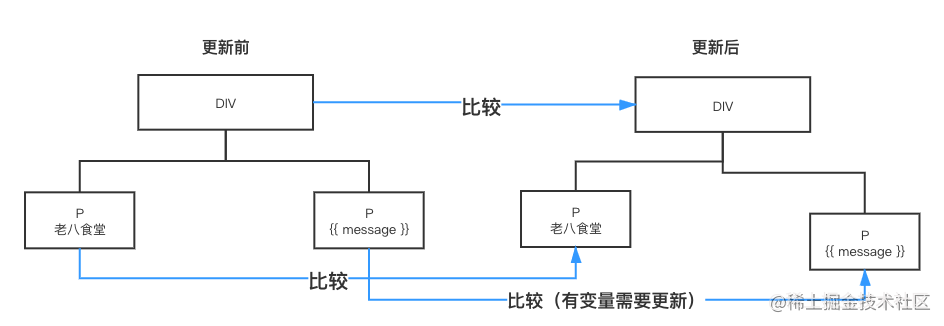 更新前
更新后
DIV
比较
DIV
P
老八食堂
P
{{ message }}
P
老八食堂
P
{{ message }}
比较
比较（有变量需要更新）
@稀土掘金技术社区